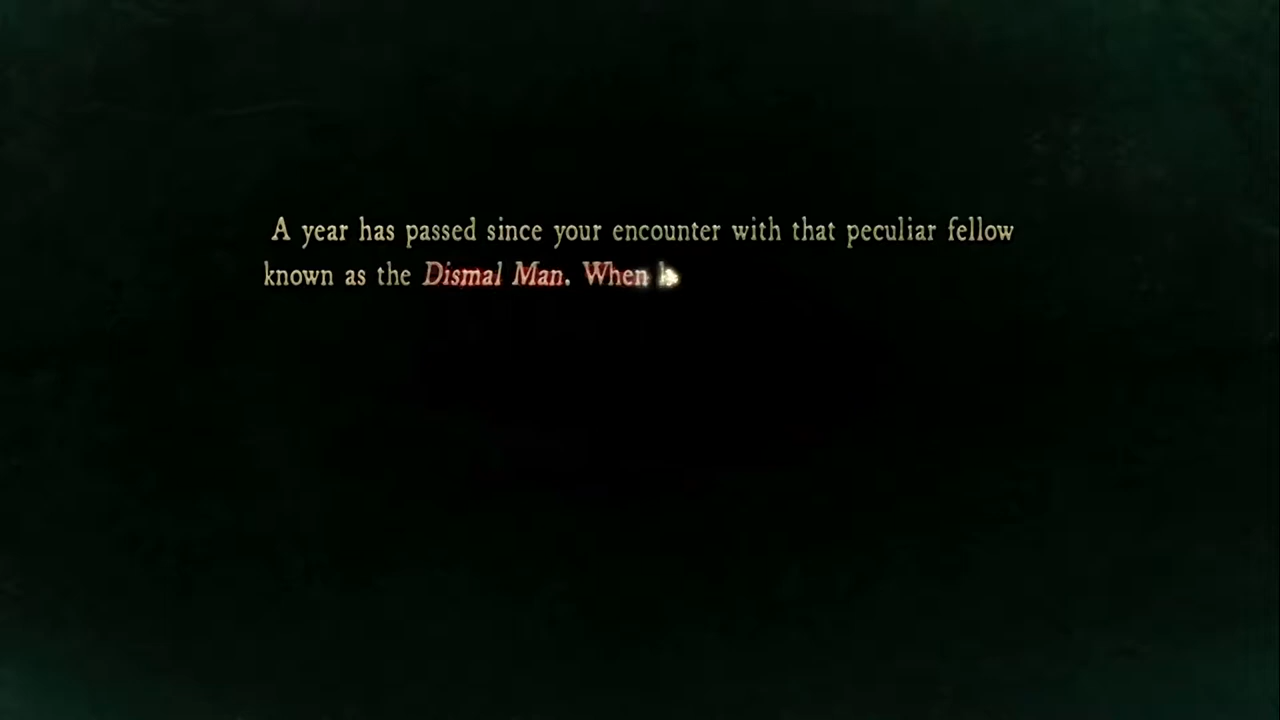 A year has passed since your encounter with that peculiar fellow
known as the Dismal Man. When